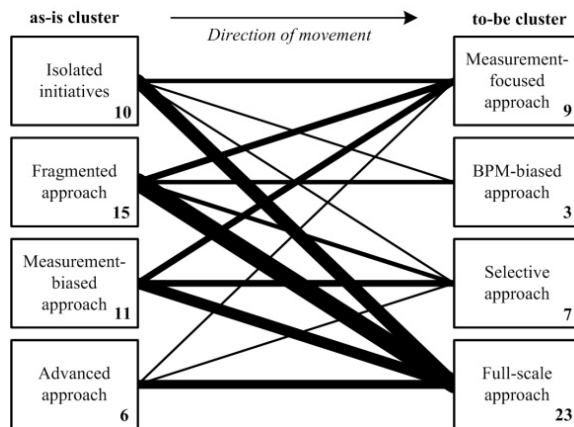 as-is cluster
Direction of movement
to-be cluster
Isolated
initiatives
10
Fragmented
approach
15
Measurement-
biased
approach
11
Advanced
approach
6
Measurement-
focused
approach
9
BPM-biased
approach
3
Selective
approach
7
Full-scale
approach
23